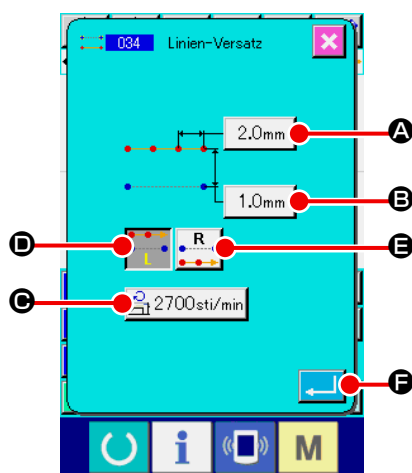 034 Linien-Versatz
2.0mm
A
1.0mm
B
D
L
R
E
C
2700sti/min
F
i
M